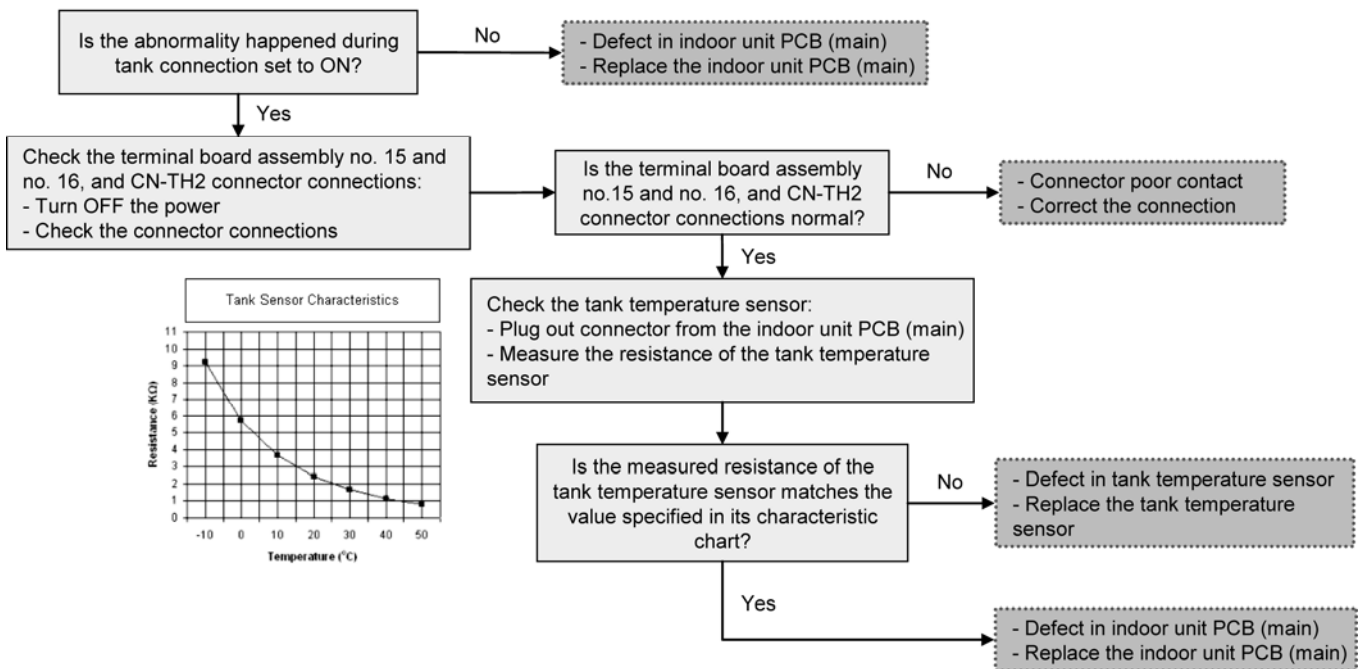 Is the abnormality happened during
tank connection set to ON?
No
- Defect in indoor unit PCB (main)
- Replace the indoor unit PCB (main)
Yes
Check the terminal board assembly no. 15 and
no. 16, and CN-TH2 connector connections:
- Turn OFF the power
- Check the connector connections
Is the terminal board assembly
no.15 and no. 16, and CN-TH2
connector connections normal?
No
- Connector poor contact
- Correct the connection
Yes
Check the tank temperature sensor:
- Plug out connector from the indoor unit PCB (main)
- Measure the resistance of the tank temperature
sensor
Tank Sensor Characteristics
Resistance (KΩ)
11
10
9
8
7
6
5
4
3
2
1
0
-10 0 10 20 30 40 50
Temperature (°C)
Is the measured resistance of the
tank temperature sensor matches the
value specified in its characteristic
chart?
No
- Defect in tank temperature sensor
- Replace the tank temperature
sensor
Yes
- Defect in indoor unit PCB (main)
- Replace the indoor unit PCB (main)